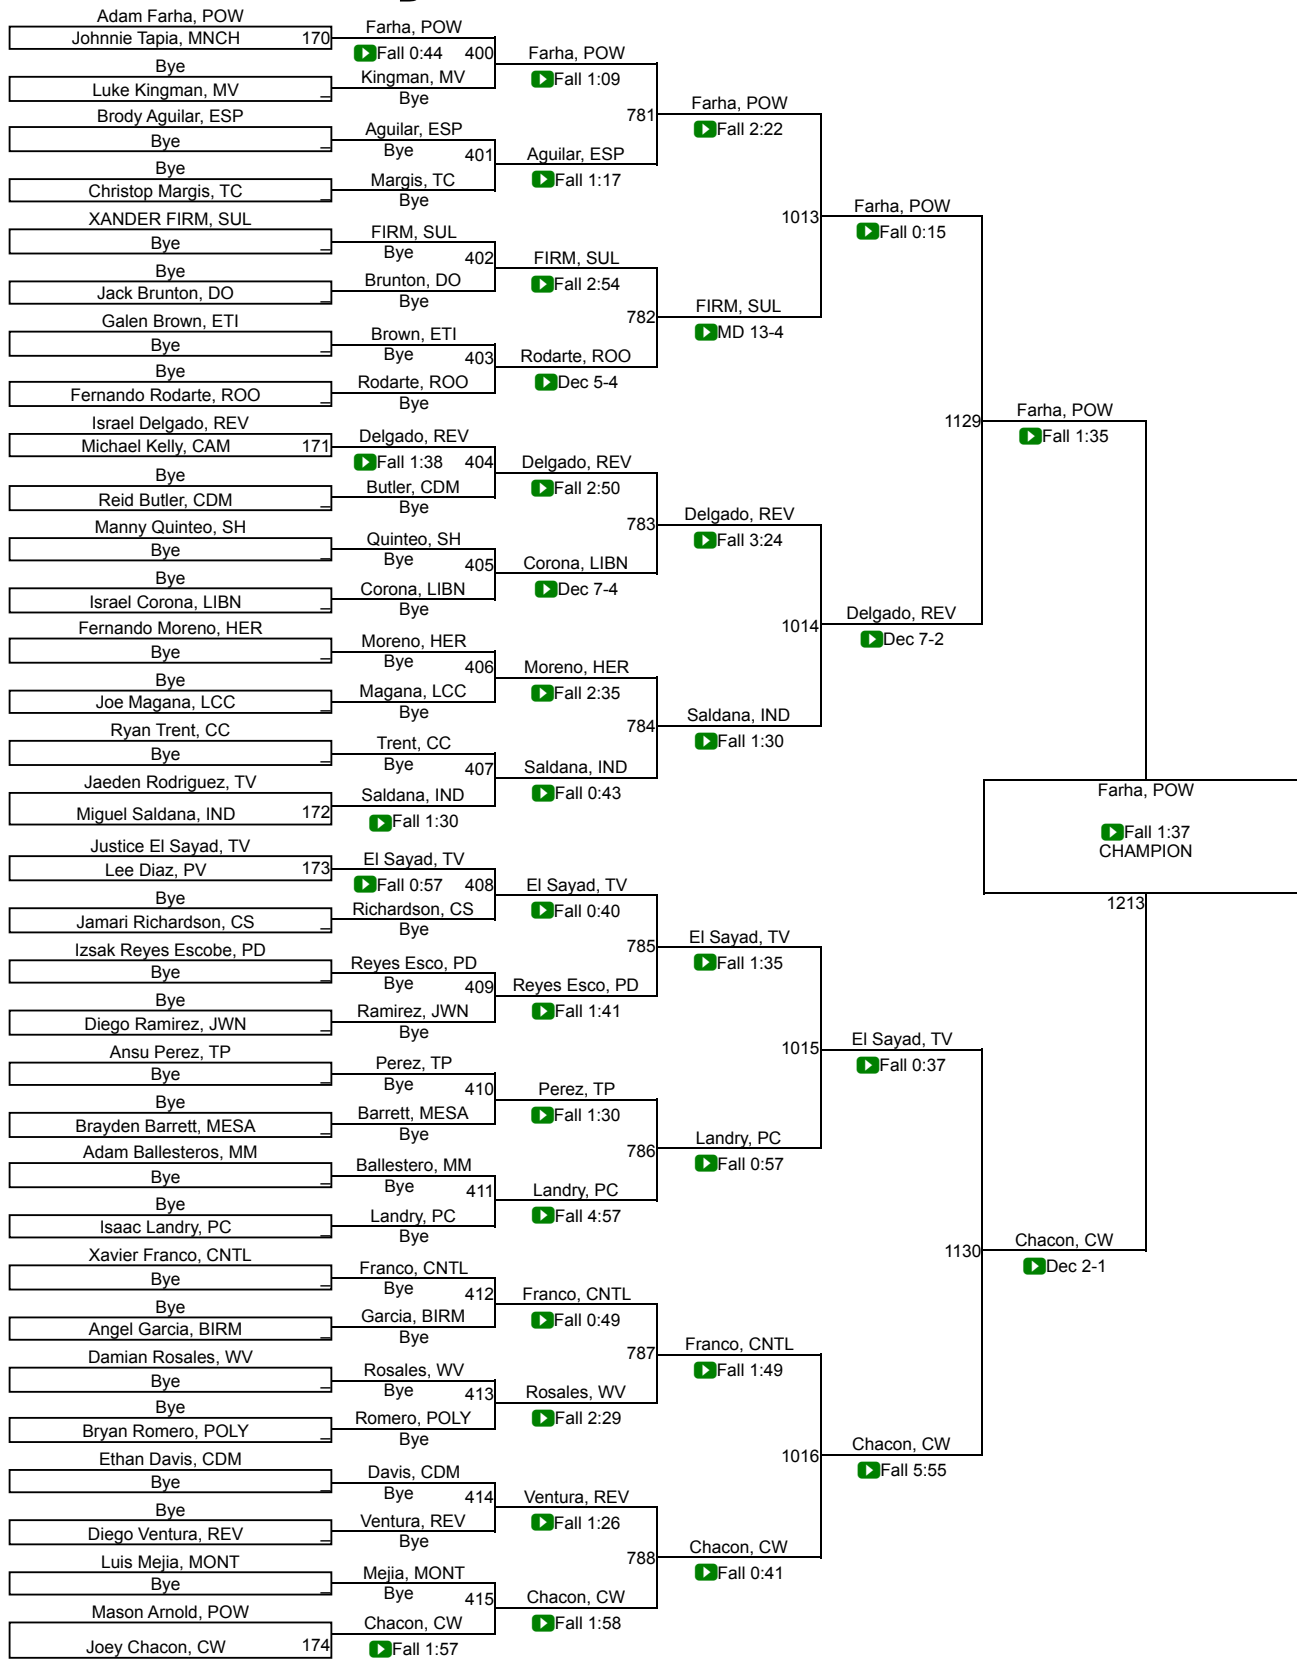 Adam Farha, POW
Johnnie Tapia, MNCH 170
Bye
Luke Kingman, MV _
Brody Aguilar, ESP
Bye _
Bye
Christop Margis, TC _
XANDER FIRM, SUL
Bye _
Bye
Jack Brunton, DO _
Galen Brown, ETI
Bye _
Bye
Fernando Rodarte, ROO _
Israel Delgado, REV
Michael Kelly, CAM 171
Bye
Reid Butler, CDM _
Manny Quinteo, SH
Bye _
Bye
Israel Corona, LIBN _
Fernando Moreno, HER
Bye _
Bye
Joe Magana, LCC _
Ryan Trent, CC
Bye _
Jaeden Rodriguez, TV
Miguel Saldana, IND 172
Justice El Sayad, TV
Lee Diaz, PV 173
Bye
Jamari Richardson, CS _
Izsak Reyes Escobe, PD
Bye _
Bye
Diego Ramirez, JWN _
Ansu Perez, TP
Bye _
Bye
Brayden Barrett, MESA _
Adam Ballesteros, MM
Bye _
Bye
Isaac Landry, PC _
Xavier Franco, CNTL
Bye _
Bye
Angel Garcia, BIRM _
Damian Rosales, WV
Bye _
Bye
Bryan Romero, POLY _
Ethan Davis, CDM
Bye _
Bye
Diego Ventura, REV _
Luis Mejia, MONT
Bye _
Mason Arnold, POW
Joey Chacon, CW 174
Farha, POW
Fall 0:44 400
Kingman, MV
Bye
Aguilar, ESP
Bye 401
Margis, TC
Bye
FIRM, SUL
Bye 402
Brunton, DO
Bye
Brown, ETI
Bye 403
Rodarte, ROO
Bye
Delgado, REV
Fall 1:38 404
Butler, CDM
Bye
Quinteo, SH
Bye 405
Corona, LIBN
Bye
Moreno, HER
Bye 406
Magana, LCC
Bye
Trent, CC
Bye 407
Saldana, IND
Fall 1:30
El Sayad, TV
Fall 0:57 408
Richardson, CS
Bye
Reyes Esco, PD
Bye 409
Ramirez, JWN
Bye
Perez, TP
Bye 410
Barrett, MESA
Bye
Ballestero, MM
Bye 411
Landry, PC
Bye
Franco, CNTL
Bye 412
Garcia, BIRM
Bye
Rosales, WV
Bye 413
Romero, POLY
Bye
Davis, CDM
Bye 414
Ventura, REV
Bye
Mejia, MONT
Bye 415
Chacon, CW
Fall 1:57
Farha, POW
Fall 1:09
781
Aguilar, ESP
Fall 1:17
FIRM, SUL
Fall 2:54
782
Rodarte, ROO
Dec 5-4
Delgado, REV
Fall 2:50
783
Corona, LIBN
Dec 7-4
Moreno, HER
Fall 2:35
784
Saldana, IND
Fall 0:43
El Sayad, TV
Fall 0:40
785
Reyes Esco, PD
Fall 1:41
Perez, TP
Fall 1:30
786
Landry, PC
Fall 4:57
Franco, CNTL
Fall 0:49
787
Rosales, WV
Fall 2:29
Ventura, REV
Fall 1:26
788
Chacon, CW
Fall 1:58
Farha, POW
Fall 2:22
1013
FIRM, SUL
MD 13-4
Delgado, REV
Fall 3:24
1014
Saldana, IND
Fall 1:30
El Sayad, TV
Fall 1:35
1015
Landry, PC
Fall 0:57
Franco, CNTL
Fall 1:49
1016
Chacon, CW
Fall 0:41
Farha, POW
Fall 0:15
1129
Delgado, REV
Dec 7-2
El Sayad, TV
Fall 0:37
1130
Chacon, CW
Fall 5:55
Farha, POW
Fall 1:35
Chacon, CW
Dec 2-1
Farha, POW
Fall 1:37
CHAMPION
1213